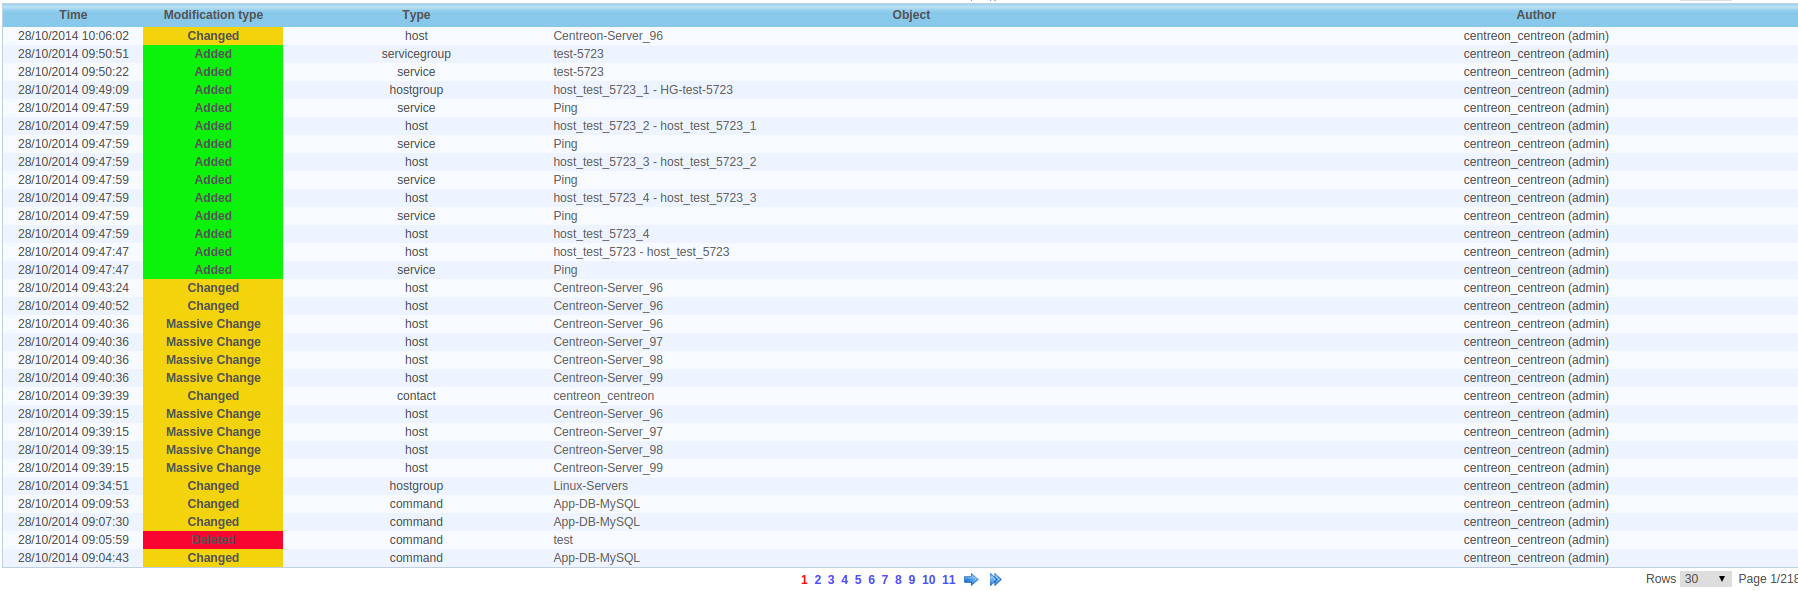 Time Modification type Type Object Author
28/10/2014 10:06:02 Changed host Centreon-Server_96 centreon_centreon (admin)
28/10/2014 09:50:51 Added servicegroup test-5723 centreon_centreon (admin)
28/10/2014 09:50:22 Added service test-5723 centreon_centreon (admin)
28/10/2014 09:49:09 Added hostgroup host_test_5723_1 - HG-test-5723 centreon_centreon (admin)
28/10/2014 09:47:59 Added service Ping centreon_centreon (admin)
28/10/2014 09:47:59 Added host host_test_5723_2 - host_test_5723_1 centreon_centreon (admin)
28/10/2014 09:47:59 Added service Ping centreon_centreon (admin)
28/10/2014 09:47:59 Added host host_test_5723_3 - host_test_5723_2 centreon_centreon (admin)
28/10/2014 09:47:59 Added service Ping centreon_centreon (admin)
28/10/2014 09:47:59 Added host host_test_5723_4 - host_test_5723_3 centreon_centreon (admin)
28/10/2014 09:47:59 Added service Ping centreon_centreon (admin)
28/10/2014 09:47:59 Added host host_test_5723_4 centreon_centreon (admin)
28/10/2014 09:47:47 Added host host_test_5723 - host_test_5723 centreon_centreon (admin)
28/10/2014 09:47:47 Added service Ping centreon_centreon (admin)
28/10/2014 09:43:24 Changed host Centreon-Server_96 centreon_centreon (admin)
28/10/2014 09:40:52 Changed host Centreon-Server_96 centreon_centreon (admin)
28/10/2014 09:40:36 Massive Change host Centreon-Server_96 centreon_centreon (admin)
28/10/2014 09:40:36 Massive Change host Centreon-Server_97 centreon_centreon (admin)
28/10/2014 09:40:36 Massive Change host Centreon-Server_98 centreon_centreon (admin)
28/10/2014 09:40:36 Massive Change host Centreon-Server_99 centreon_centreon (admin)
28/10/2014 09:39:39 Changed contact centreon_centreon centreon_centreon (admin)
28/10/2014 09:39:15 Massive Change host Centreon-Server_96 centreon_centreon (admin)
28/10/2014 09:39:15 Massive Change host Centreon-Server_97 centreon_centreon (admin)
28/10/2014 09:39:15 Massive Change host Centreon-Server_98 centreon_centreon (admin)
28/10/2014 09:39:15 Massive Change host Centreon-Server_99 centreon_centreon (admin)
28/10/2014 09:34:51 Changed hostgroup Linux-Servers centreon_centreon (admin)
28/10/2014 09:09:53 Changed command App-DB-MySQL centreon_centreon (admin)
28/10/2014 09:07:30 Changed command App-DB-MySQL centreon_centreon (admin)
28/10/2014 09:05:59 Deleted command test centreon_centreon (admin)
28/10/2014 09:04:43 Changed command App-DB-MySQL centreon_centreon (admin)
1 2 3 4 5 6 7 8 9 10 11 Rows 30 Page 1/218